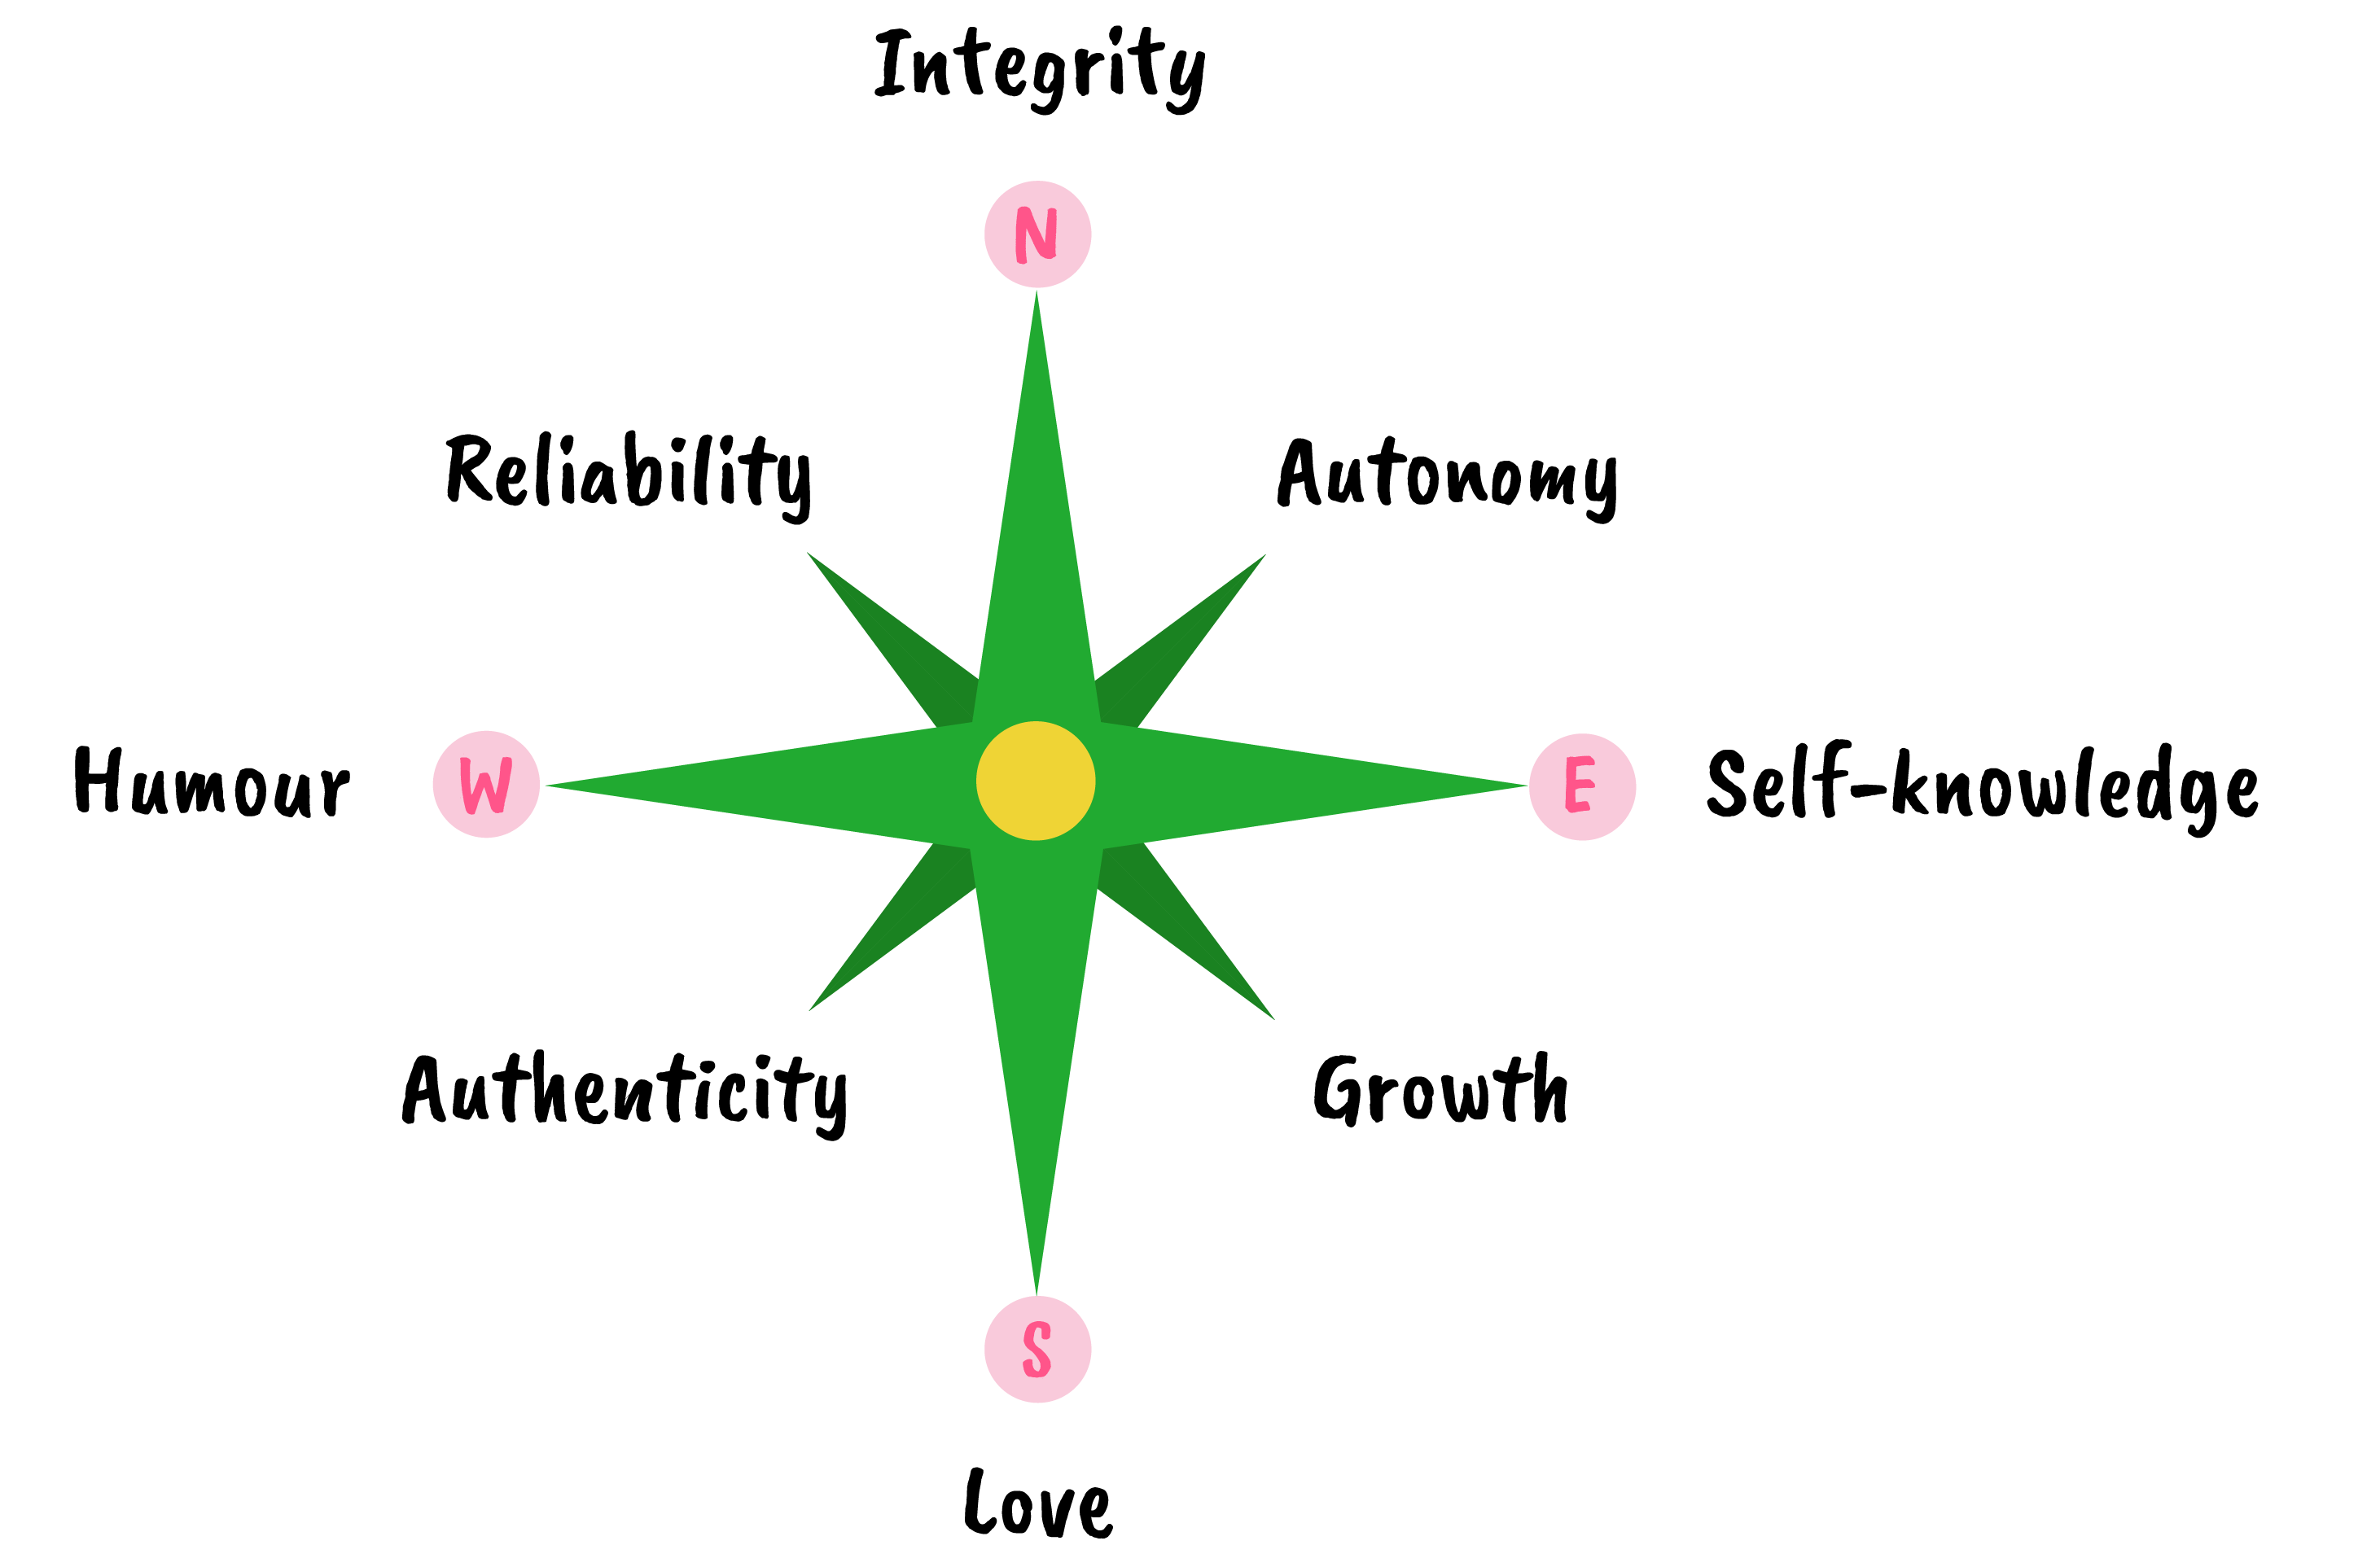 Integrity
N
Reliability
Autonomy
Humour
W
E
Self-knowledge
Authenticity
Growth
S
Love